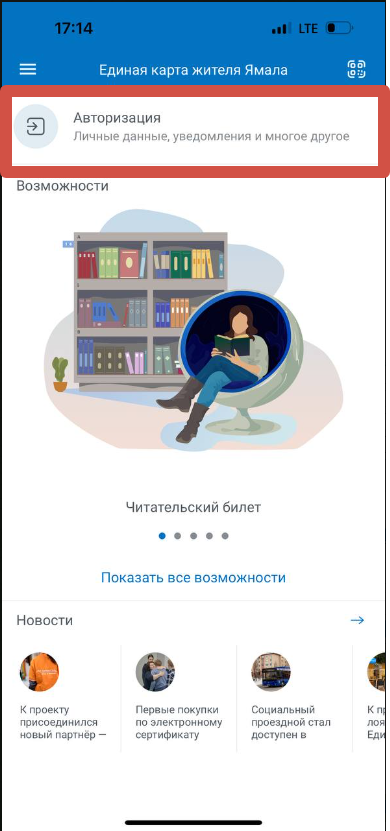 17:14 LTE
Единая карта жителя Ямала
Авторизация
Личные данные, уведомления и многое другое
Возможности
Читательский билет
Показать все возможности
Новости
К проекту
присоединился
новый партнёр —
Первые покупки
по электронному
сертификату
Социальный
проездной стал
доступен в